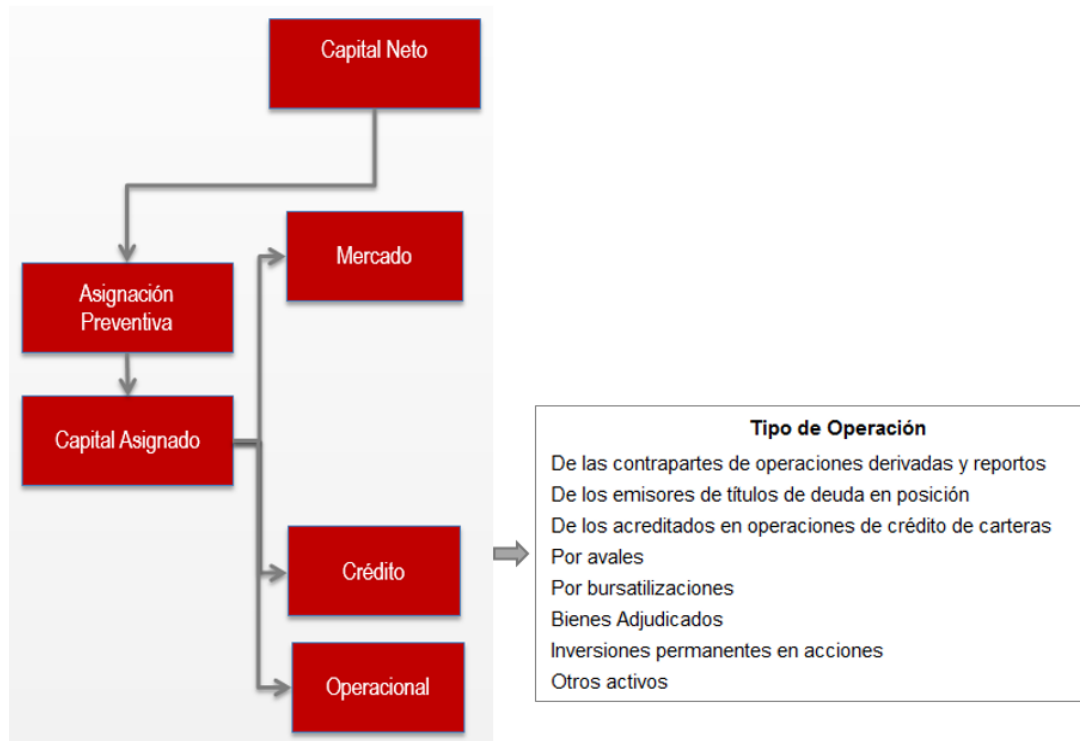 Capital Neto
Mercado
Asignación
Preventiva
Capital Asignado
Crédito
Operacional
Tipo de Operación
De las contrapartes de operaciones derivadas y reportos
De los emisores de títulos de deuda en posición
De los acreditados en operaciones de crédito de carteras
Por avales
Por bursatilizaciones
Bienes Adjudicados
Inversiones permanentes en acciones
Otros activos